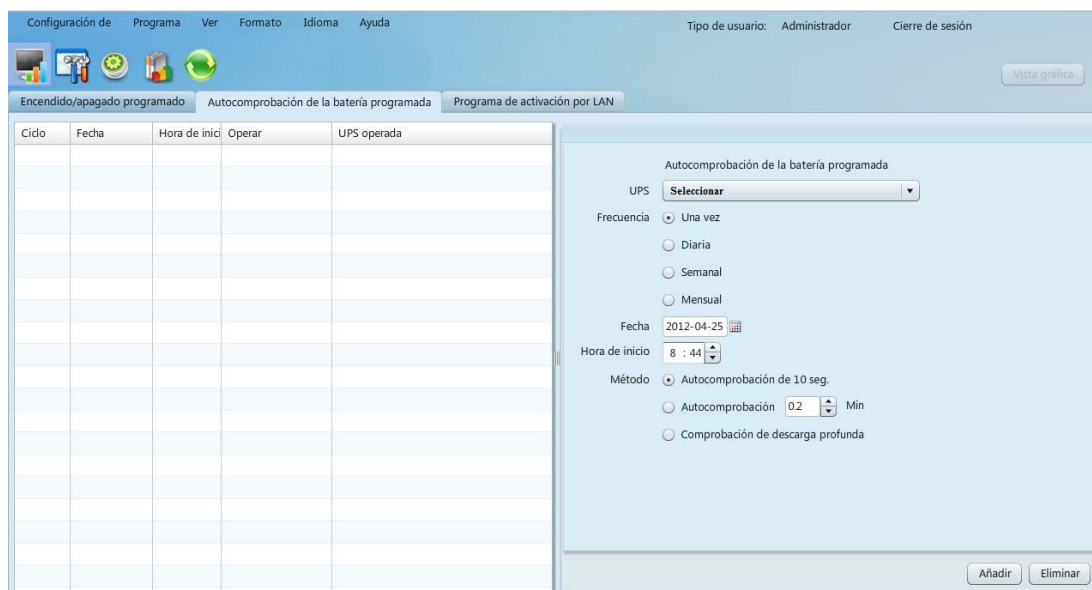 Configuración de Programa Ver Formato Idioma Ayuda Tipo de usuario: Administrador Cierre de sesión
Vista gráfica
Encendido/apagado programado Autocomprobación de la batería programada Programa de activación por LAN
Ciclo Fecha Hora de inici Operar UPS operada
Autocomprobación de la batería programada
UPS Seleccionar
Frecuencia Una vez
Diaria
Semanal
Mensual
Fecha 2012-04-25
Hora de inicio 8 : 44
Método Autocomprobación de 10 seg.
Autocomprobación 0.2 Min
Comprobación de descarga profunda
Añadir Eliminar